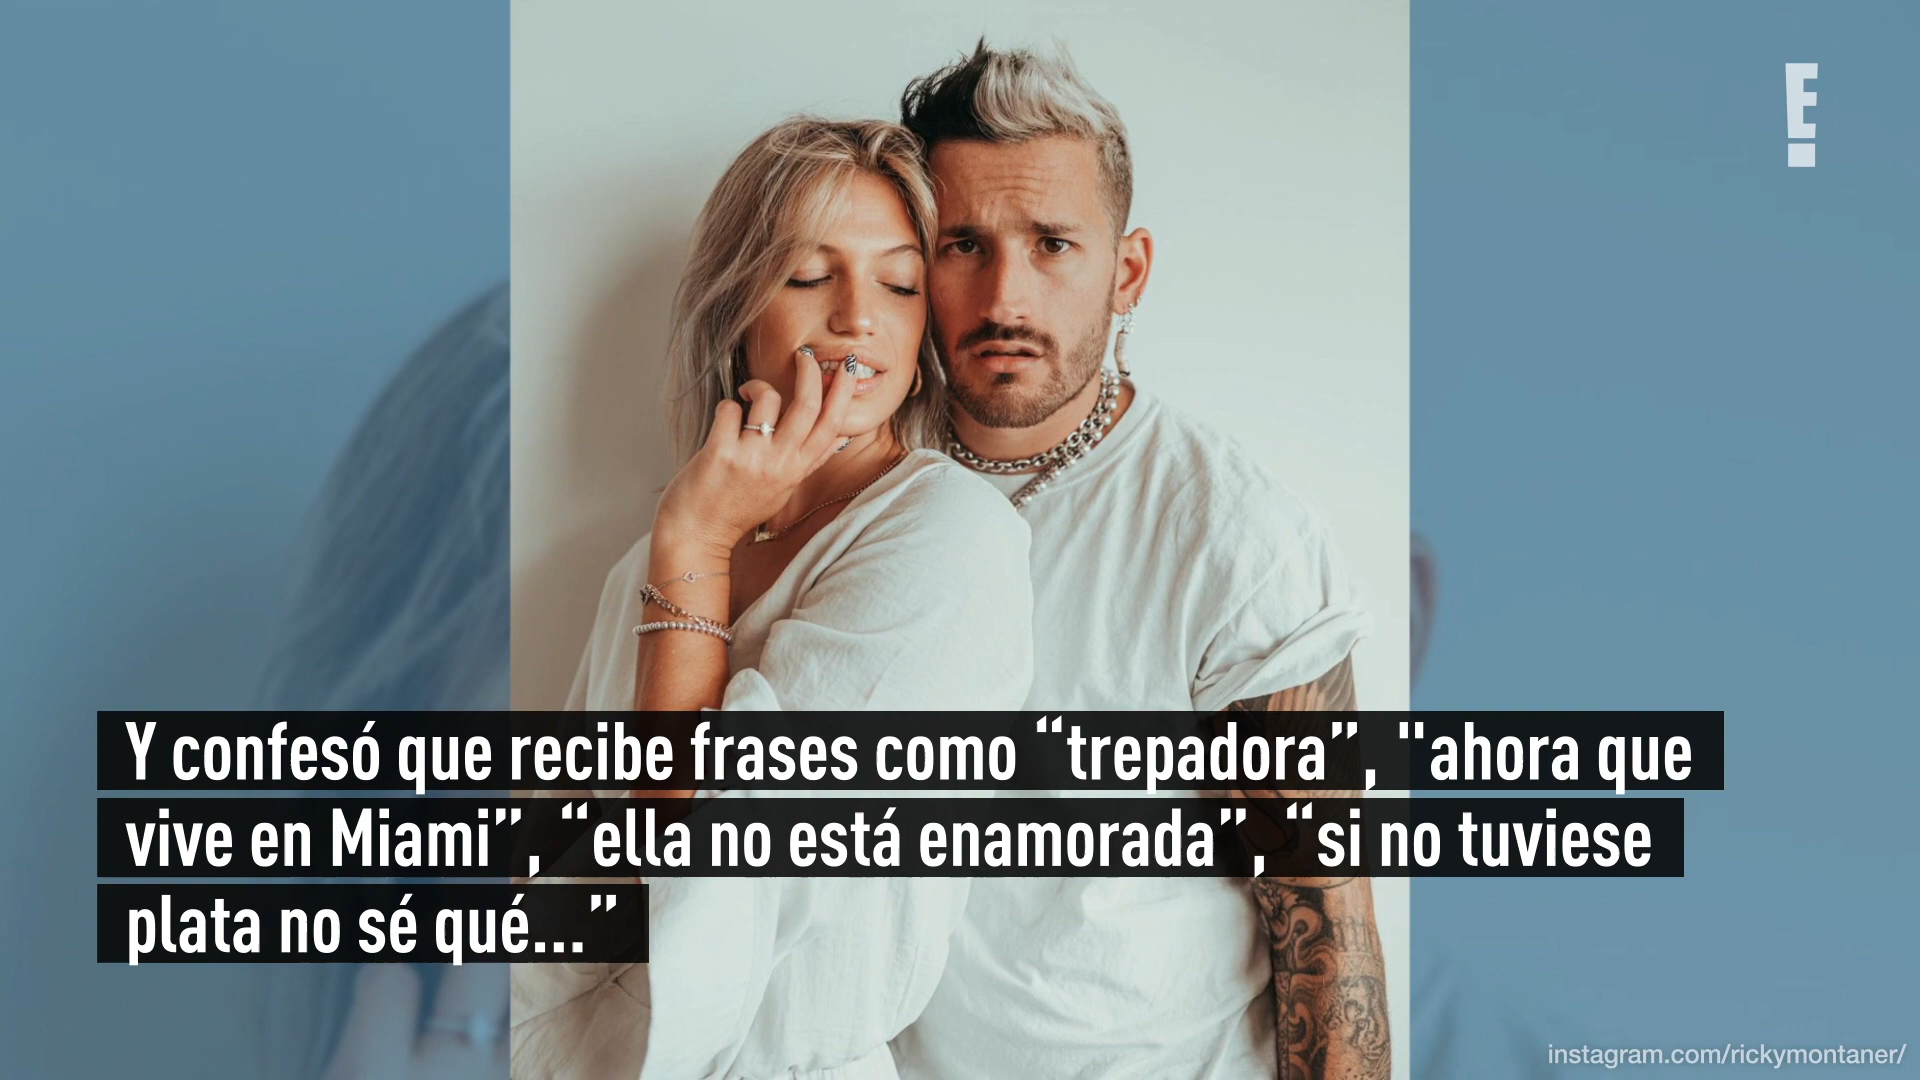 E!
Y confesó que recibe frases como “trepadora”, "ahora que
vive en Miami”, “ella no está enamorada”, “si no tuviese
plata no sé qué...”
instagram.com/rickymontaner/